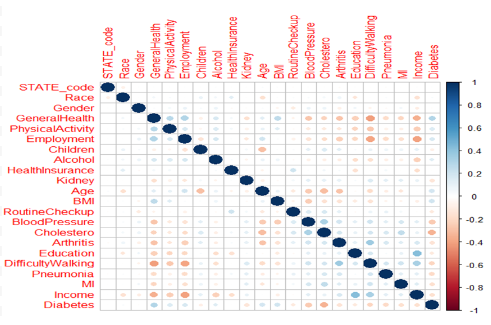 STATE_code
Race
Gender
GeneralHealth
PhysicalActivity
Employment
Children
Alcohol
HealthInsurance
Kidney
Age
BMI
RoutineCheckup
BloodPressure
Cholestero
Arthritis
Education
DifficultyWalking
Pneumonia
MI
Income
Diabetes
STATE_code
Race
Gender
GeneralHealth
PhysicalActivity
Employment
Children
Alcohol
HealthInsurance
Kidney
Age
BMI
RoutineCheckup
BloodPressure
Cholestero
Arthritis
Education
DifficultyWalking
Pneumonia
MI
Income
Diabetes
1
0.8
0.6
0.4
0.2
0
-0.2
-0.4
-0.6
-0.8
-1